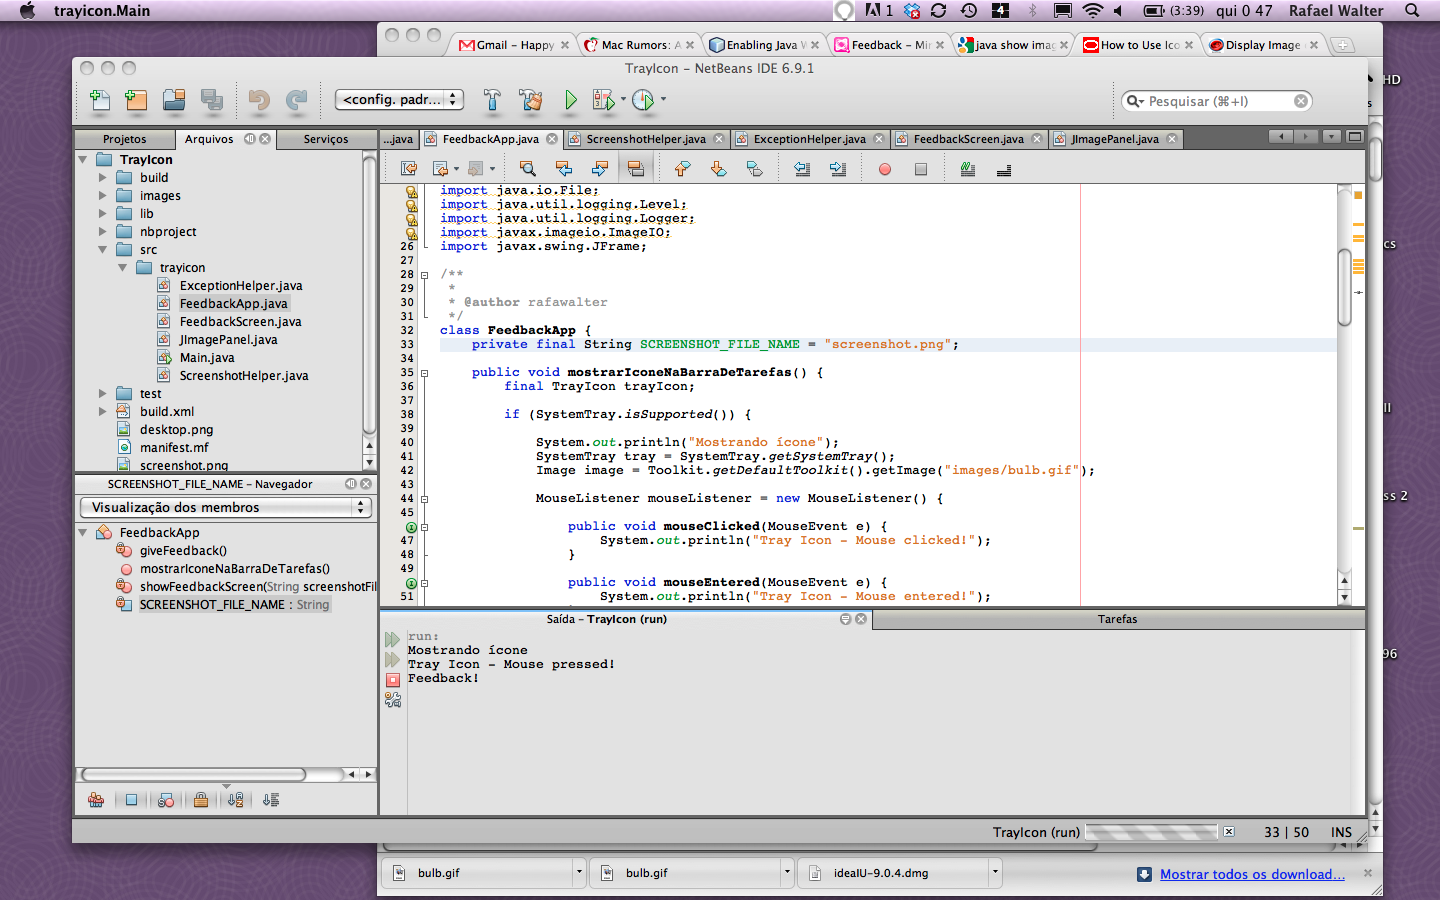 trayicon.Main
1
4
(3:39)
qui 0 47
Rafael Walter
Gmail – Happy
Mac Rumors: A
Enabling Java W
Feedback – Mi
java show imag
How to Use Ico
Display Image
TrayIcon – NetBeans IDE 6.9.1
HD
<config. padr...
Pesquisar (⌘+I)
s
Projetos
Arquivos
Serviços
...java
FeedbackApp.java
ScreenshotHelper.java
ExceptionHelper.java
FeedbackScreen.java
JImagePanel.java
TrayIcon
build
images
lib
nbproject
src
trayicon
ExceptionHelper.java
FeedbackApp.java
FeedbackScreen.java
JImagePanel.java
Main.java
ScreenshotHelper.java
test
build.xml
desktop.png
manifest.mf
screenshot.png
import java.io.File;
import java.util.logging.Level;
import java.util.logging.Logger;
import javax.imageio.ImageIO;
26 import javax.swing.JFrame;
27
28 /**
29 *
30 * @author rafawalter
31 */
32 class FeedbackApp {
33 private final String SCREENSHOT_FILE_NAME = "screenshot.png";
34
35 public void mostrarIconeNaBarraDeTarefas() {
36 final TrayIcon trayIcon;
37
38 if (SystemTray.isSupported()) {
39
40 System.out.println("Mostrando ícone");
41 SystemTray tray = SystemTray.getSystemTray();
42 Image image = Toolkit.getDefaultToolkit().getImage("images/bulb.gif");
43
44 MouseListener mouseListener = new MouseListener() {
45
public void mouseClicked(MouseEvent e) {
47 System.out.println("Tray Icon - Mouse clicked!");
48 }
49
public void mouseEntered(MouseEvent e) {
51 System.out.println("Tray Icon - Mouse entered!");
cs
ll
ss 2
96
SCREENSHOT_FILE_NAME – Navegador
Visualização dos membros
FeedbackApp
giveFeedback()
mostrarIconeNaBarraDeTarefas()
showFeedbackScreen(String screenshotFil
SCREENSHOT_FILE_NAME : String
Saída – TrayIcon (run)
Tarefas
run:
Mostrando ícone
Tray Icon - Mouse pressed!
Feedback!
TrayIcon (run)
33 | 50
INS
bulb.gif
bulb.gif
ideaIU-9.0.4.dmg
Mostrar todos os download...